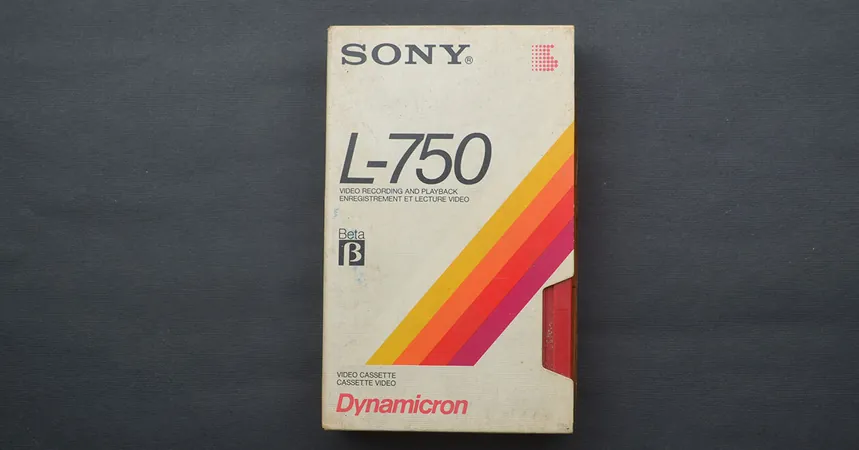 SONY®
L-750
VIDEO RECORDING AND PLAYBACK
ENREGISTREMENT ET LECTURE VIDEO
Beta
β
VIDEO CASSETTE
CASSETTE VIDEO
Dynamicron